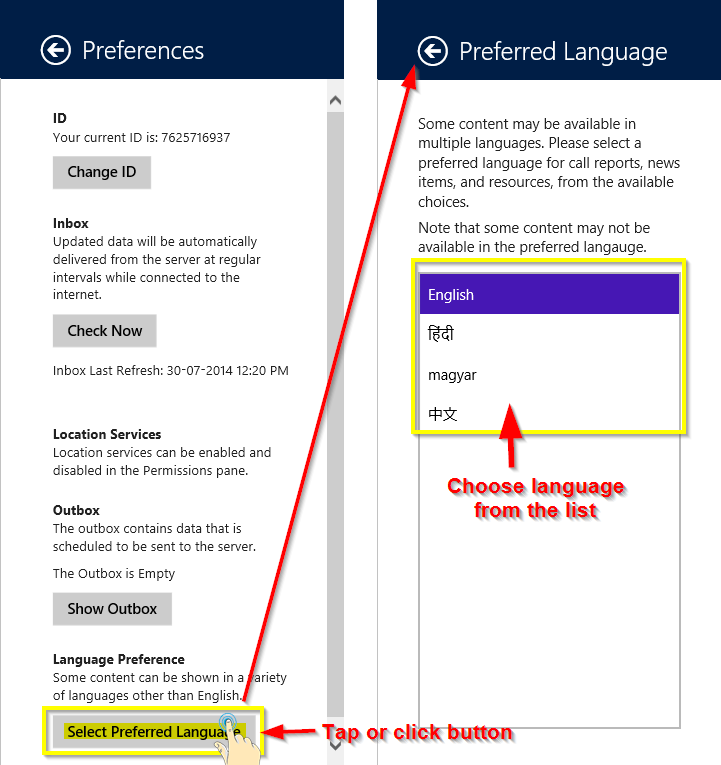 Preferences
ID
Your current ID is: 7625716937
Change ID
Inbox
Updated data will be automatically
delivered from the server at regular
intervals while connected to the
internet.
Check Now
Inbox Last Refresh: 30-07-2014 12:20 PM
Location Services
Location services can be enabled and
disabled in the Permissions pane.
Outbox
The outbox contains data that is
scheduled to be sent to the server.
The Outbox is Empty
Show Outbox
Language Preference
Some content can be shown in a variety
of languages other than English.
Select Preferred Language
Tap or click button
Preferred Language
Some content may be available in
multiple languages. Please select a
preferred language for call reports, news
items, and resources, from the available
choices.
Note that some content may not be
available in the preferred langauge.
English
हिंदी
magyar
中文
Choose language
from the list